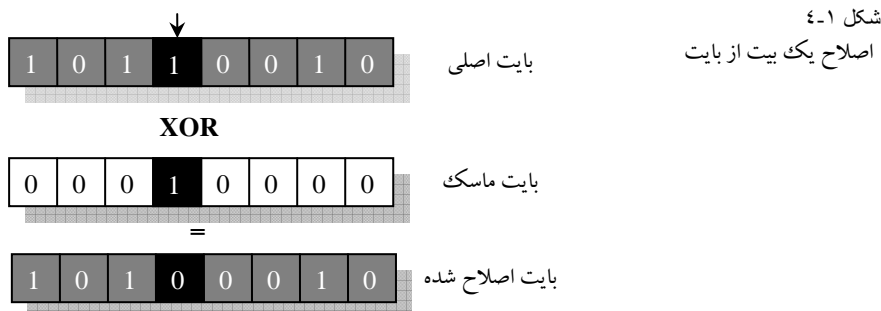 شکل ۱-٤
اصلاح یک بیت از بایت
1 0 1 1 0 0 1 0
بایت اصلی
XOR
0 0 0 1 0 0 0 0
بایت ماسک
=
1 0 1 0 0 0 1 0
بایت اصلاح شده